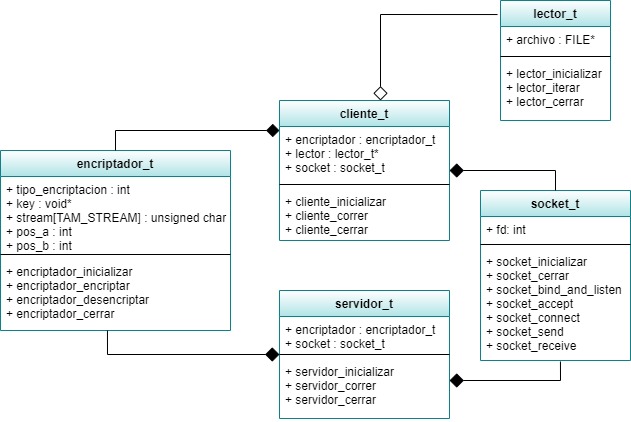 lector_t
+ archivo : FILE*
+ lector_inicializar
+ lector_iterar
+ lector_cerrar
cliente_t
+ encriptador : encriptador_t
+ lector : lector_t*
+ socket : socket_t
+ cliente_inicializar
+ cliente_correr
+ cliente_cerrar
encriptador_t
+ tipo_encriptacion : int
+ key : void*
+ stream[TAM_STREAM] : unsigned char
+ pos_a : int
+ pos_b : int
+ encriptador_inicializar
+ encriptador_encriptar
+ encriptador_desencriptar
+ encriptador_cerrar
socket_t
+ fd: int
+ socket_inicializar
+ socket_cerrar
+ socket_bind_and_listen
+ socket_accept
+ socket_connect
+ socket_send
+ socket_receive
servidor_t
+ encriptador : encriptador_t
+ socket : socket_t
+ servidor_inicializar
+ servidor_correr
+ servidor_cerrar